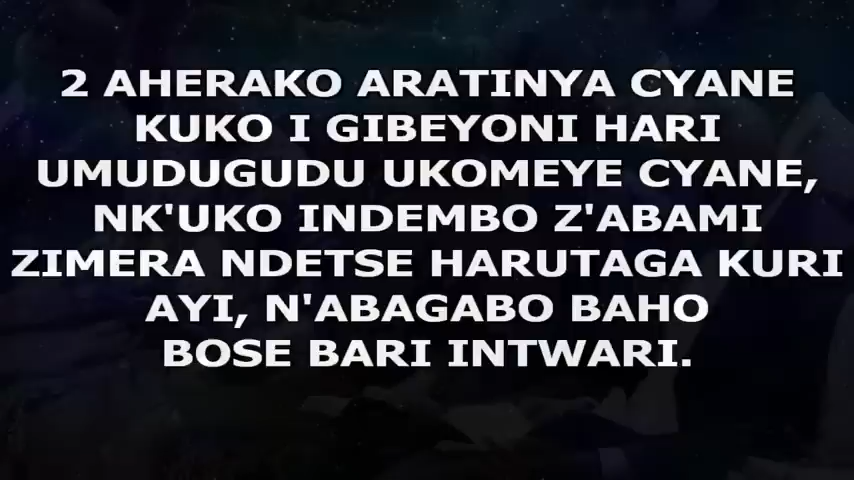 2 AHERAKO ARATINYA CYANE
KUKO I GIBEYONI HARI
UMUDUGUDU UKOMEYE CYANE,
NK'UKO INDEMBO Z'ABAMI
ZIMERA NDETSE HARUTAGA KURI
AYI, N'ABAGABO BAHO
BOSE BARI INTWARI.